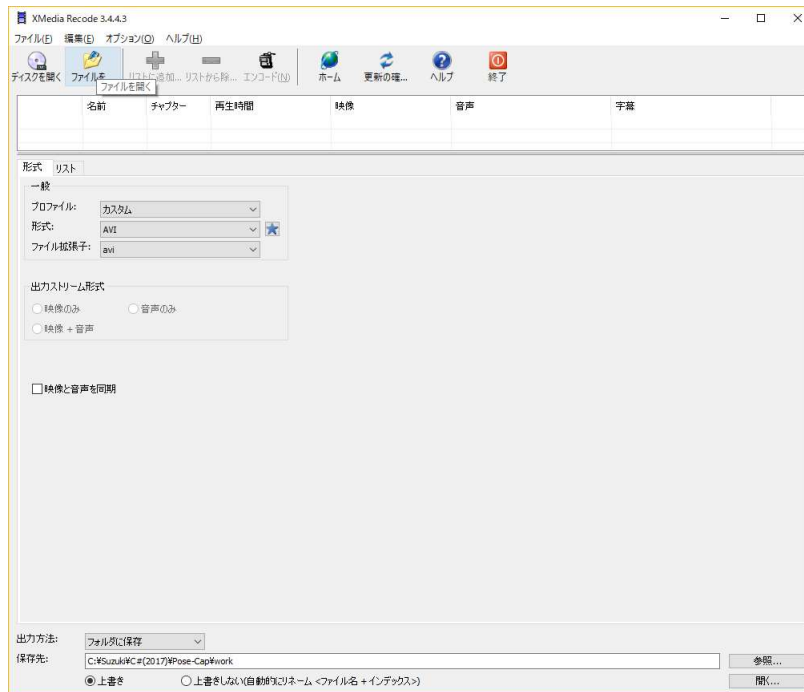 XMedia Recode 3.4.4.3
ファイル(F) 編集(E) オプション(O) ヘルプ(H)
ディスクを開く ファイルを リストに追加... リストから除... エンコード(N) ホーム 更新の確... ヘルプ 終了
ファイルを開く
名前 チャプター 再生時間 映像 音声 字幕
形式 リスト
一般
プロファイル: カスタム
形式: AVI
ファイル拡張子: avi
出力ストリーム形式
映像のみ 音声のみ
映像 + 音声
映像と音声を同期
出力方法: フォルダに保存
保存先: C:¥Suzuki¥C#(2017)¥Pose-Cap¥work 参照...
上書き 上書きしない(自動的にリネーム <ファイル名 + インデックス>) 開く...